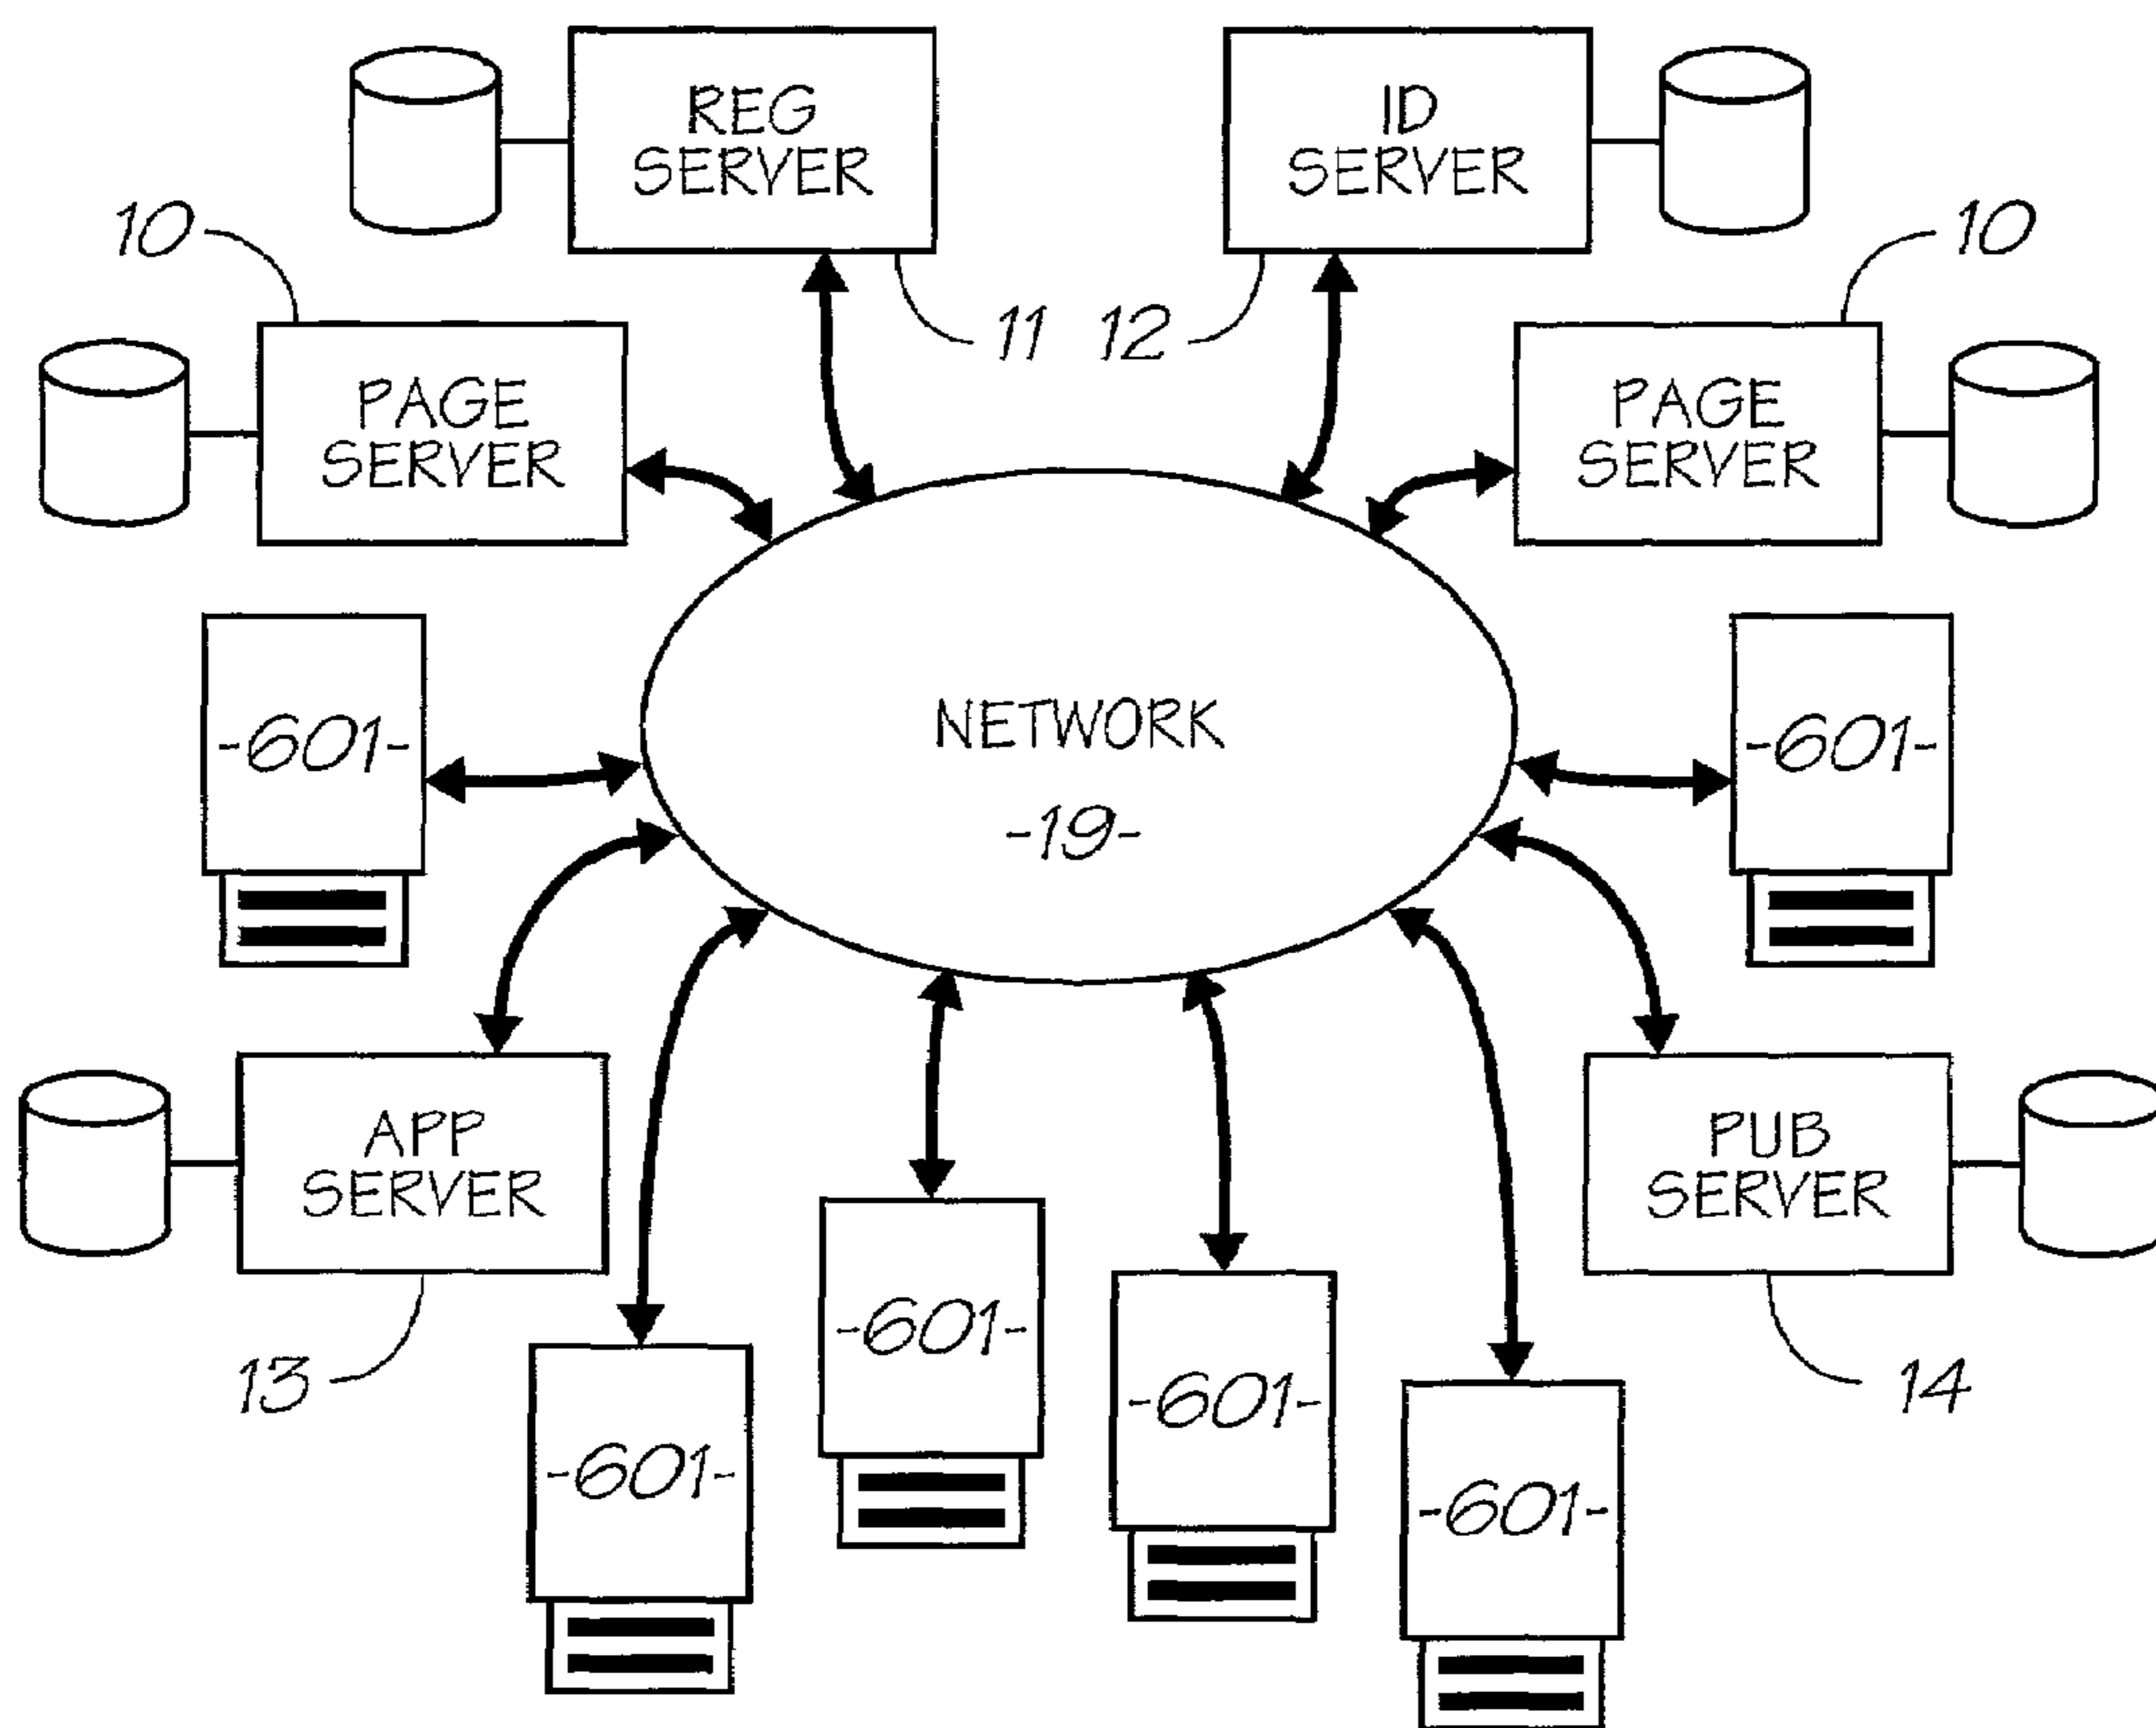 REG
SERVER
ID
SERVER
10
10
11
12
PAGE
SERVER
PAGE
SERVER
-601-
NETWORK
-19-
-601-
APP
SERVER
PUB
SERVER
13
-601-
-601-
-601-
-601-
14